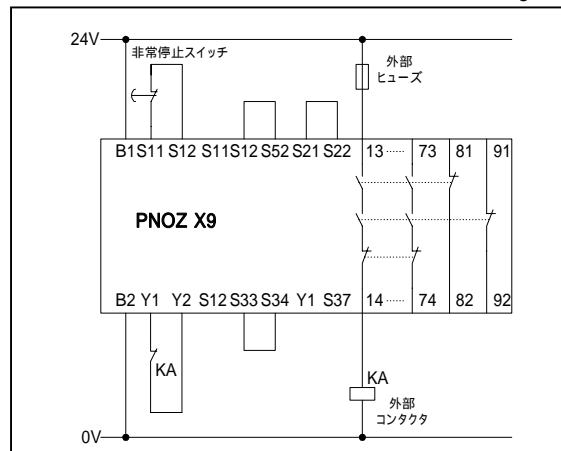 24V
非常停止スイッチ
外部
ヒューズ
B1 S11 S12 S11 S12 S52 S21 S22 13 ····· 73 81 91
PNOZ X9
B2 Y1 Y2 S12 S33 S34 Y1 S37 14 ····· 74 82 92
KA
KA
外部
コンタクタ
0V